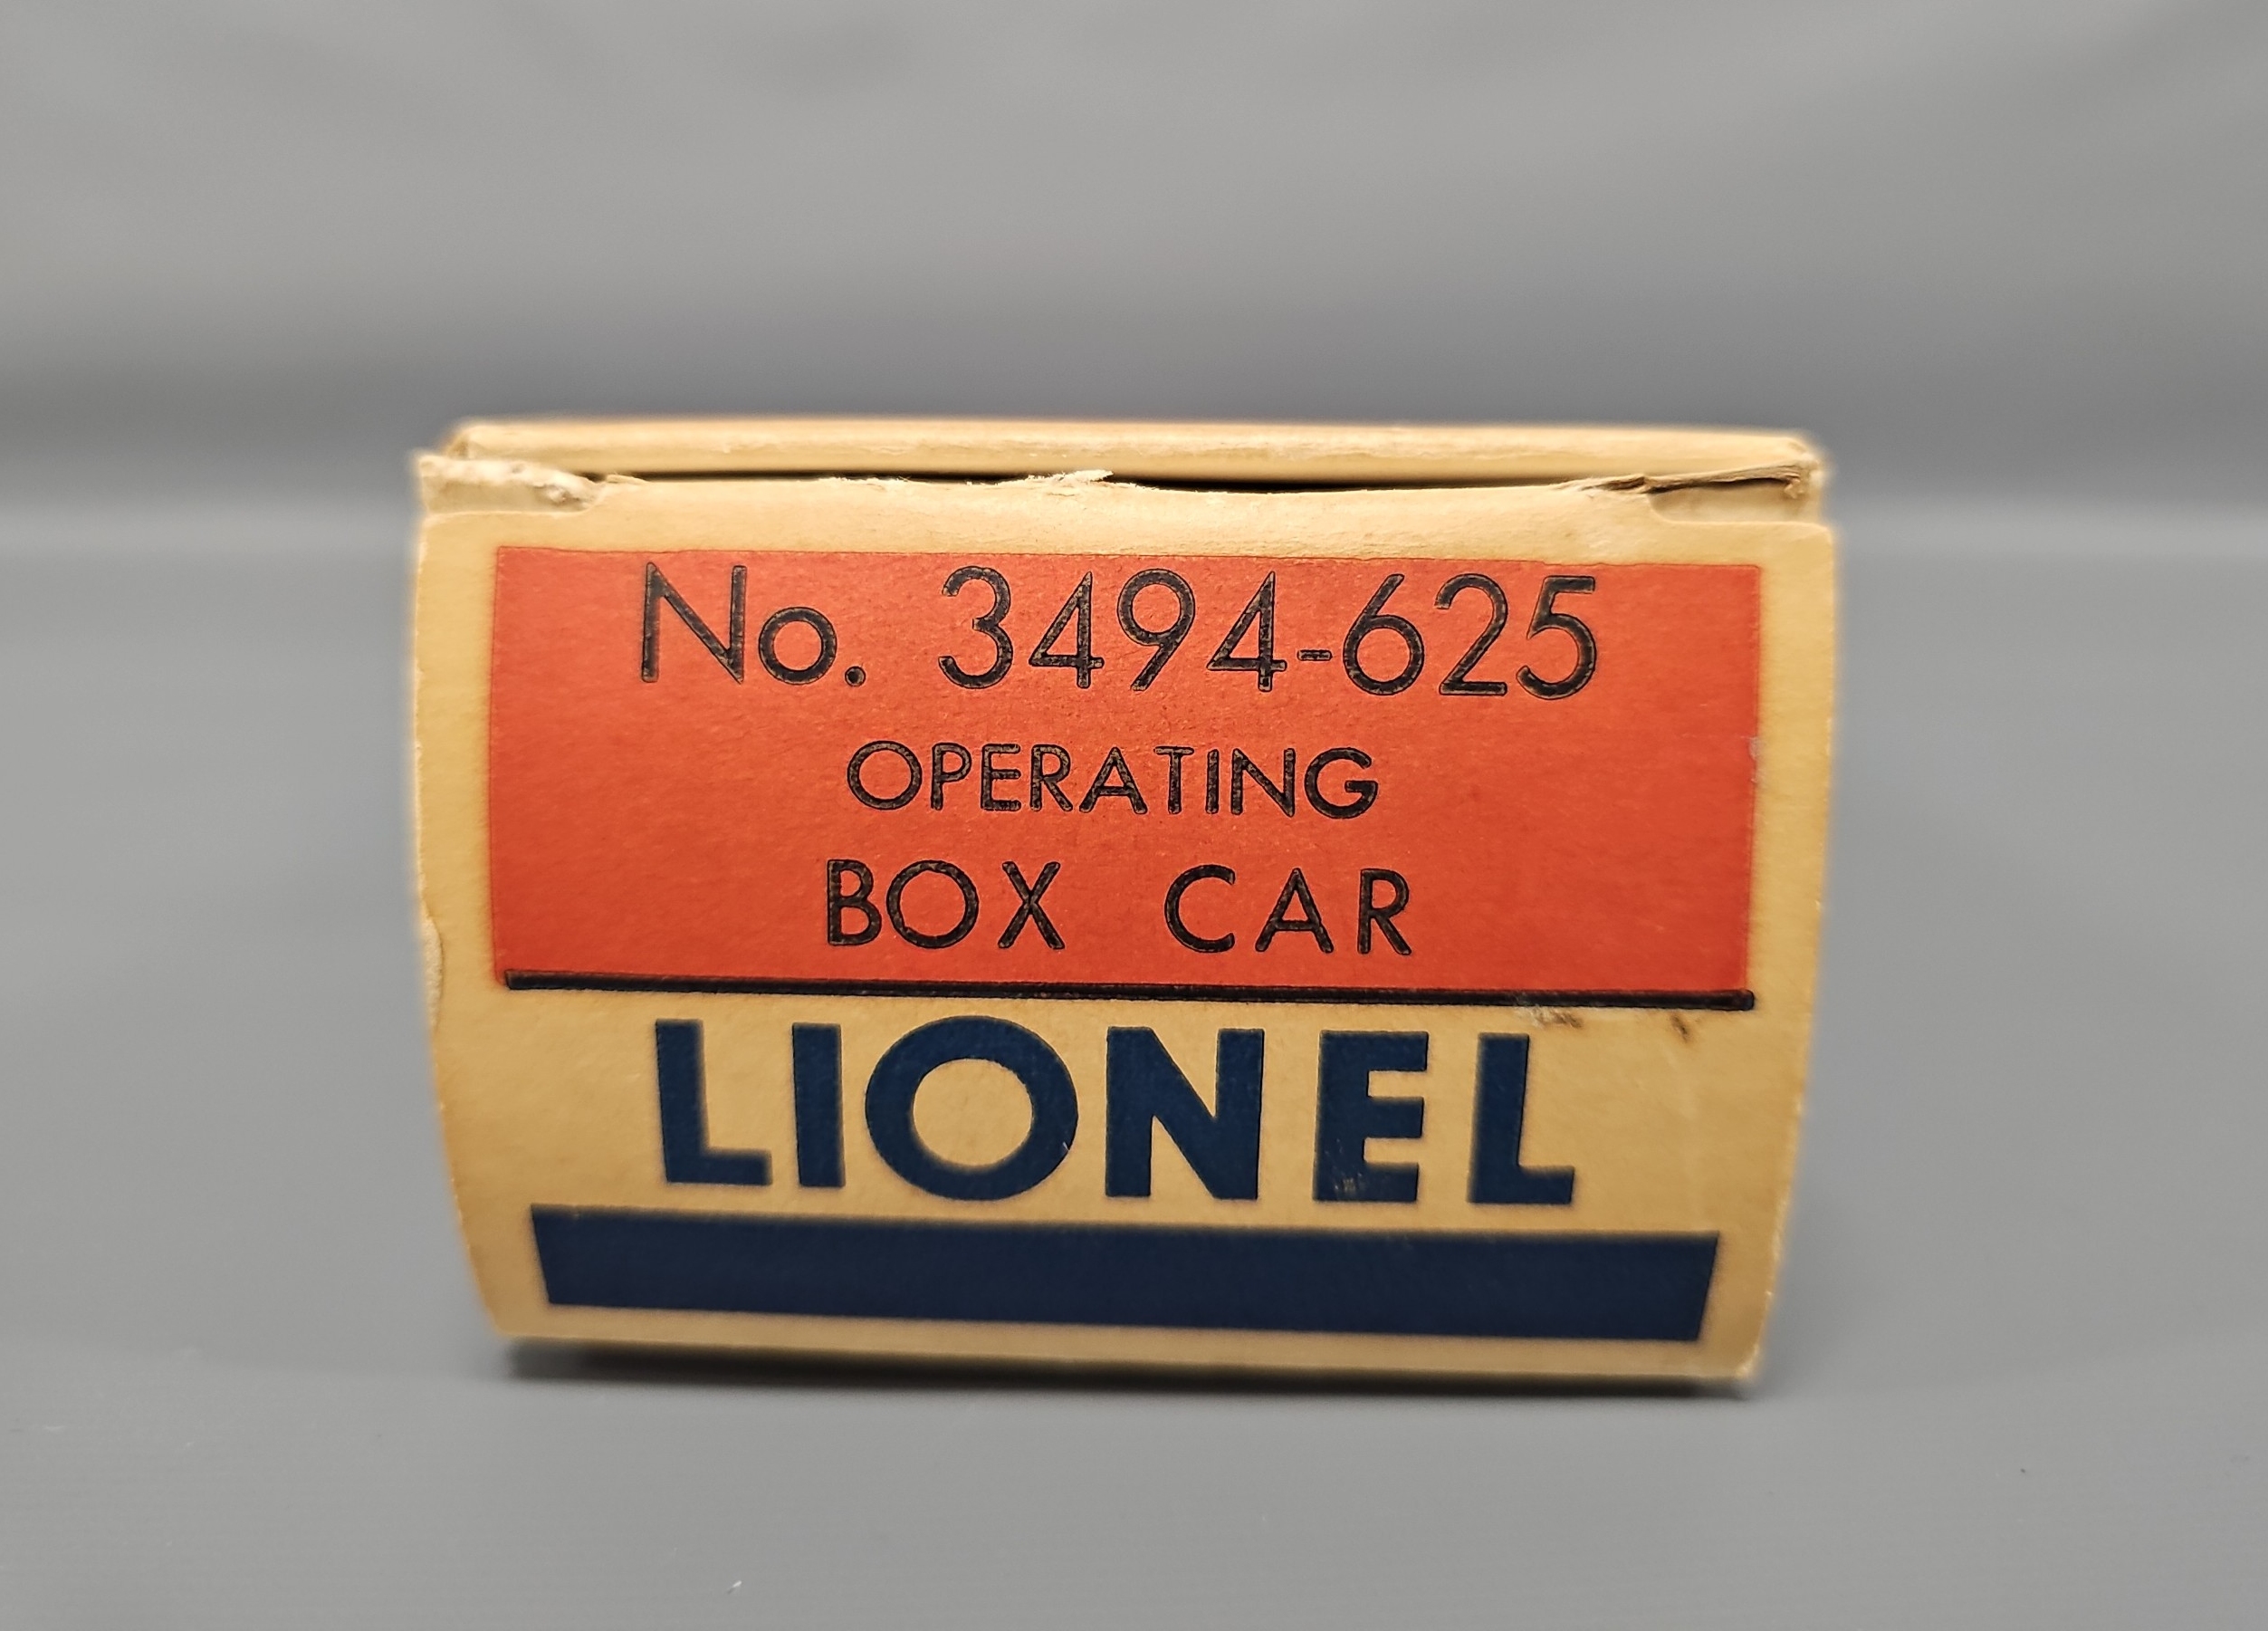 No. 3494-625
OPERATING
BOX CAR
LIONEL